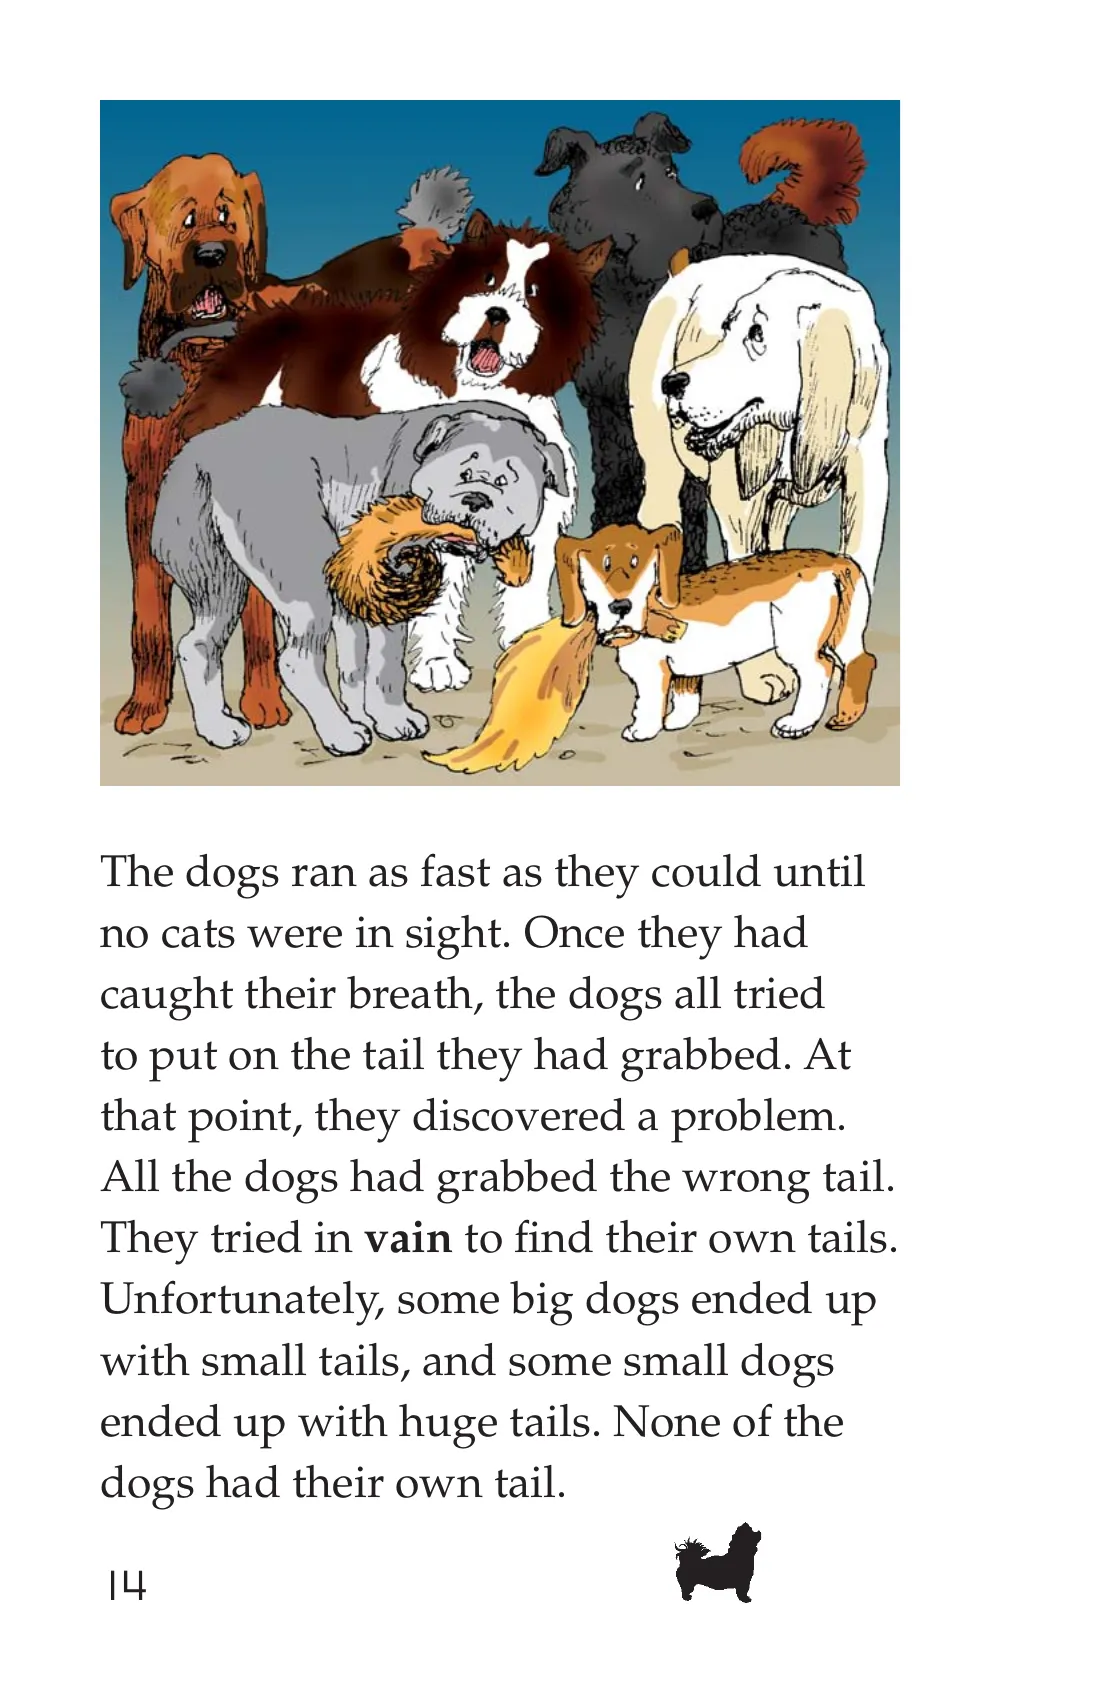 The dogs ran as fast as they could until
no cats were in sight. Once they had
caught their breath, the dogs all tried
to put on the tail they had grabbed. At
that point, they discovered a problem.
All the dogs had grabbed the wrong tail.
They tried in vain to find their own tails.
Unfortunately, some big dogs ended up
with small tails, and some small dogs
ended up with huge tails. None of the
dogs had their own tail.
14